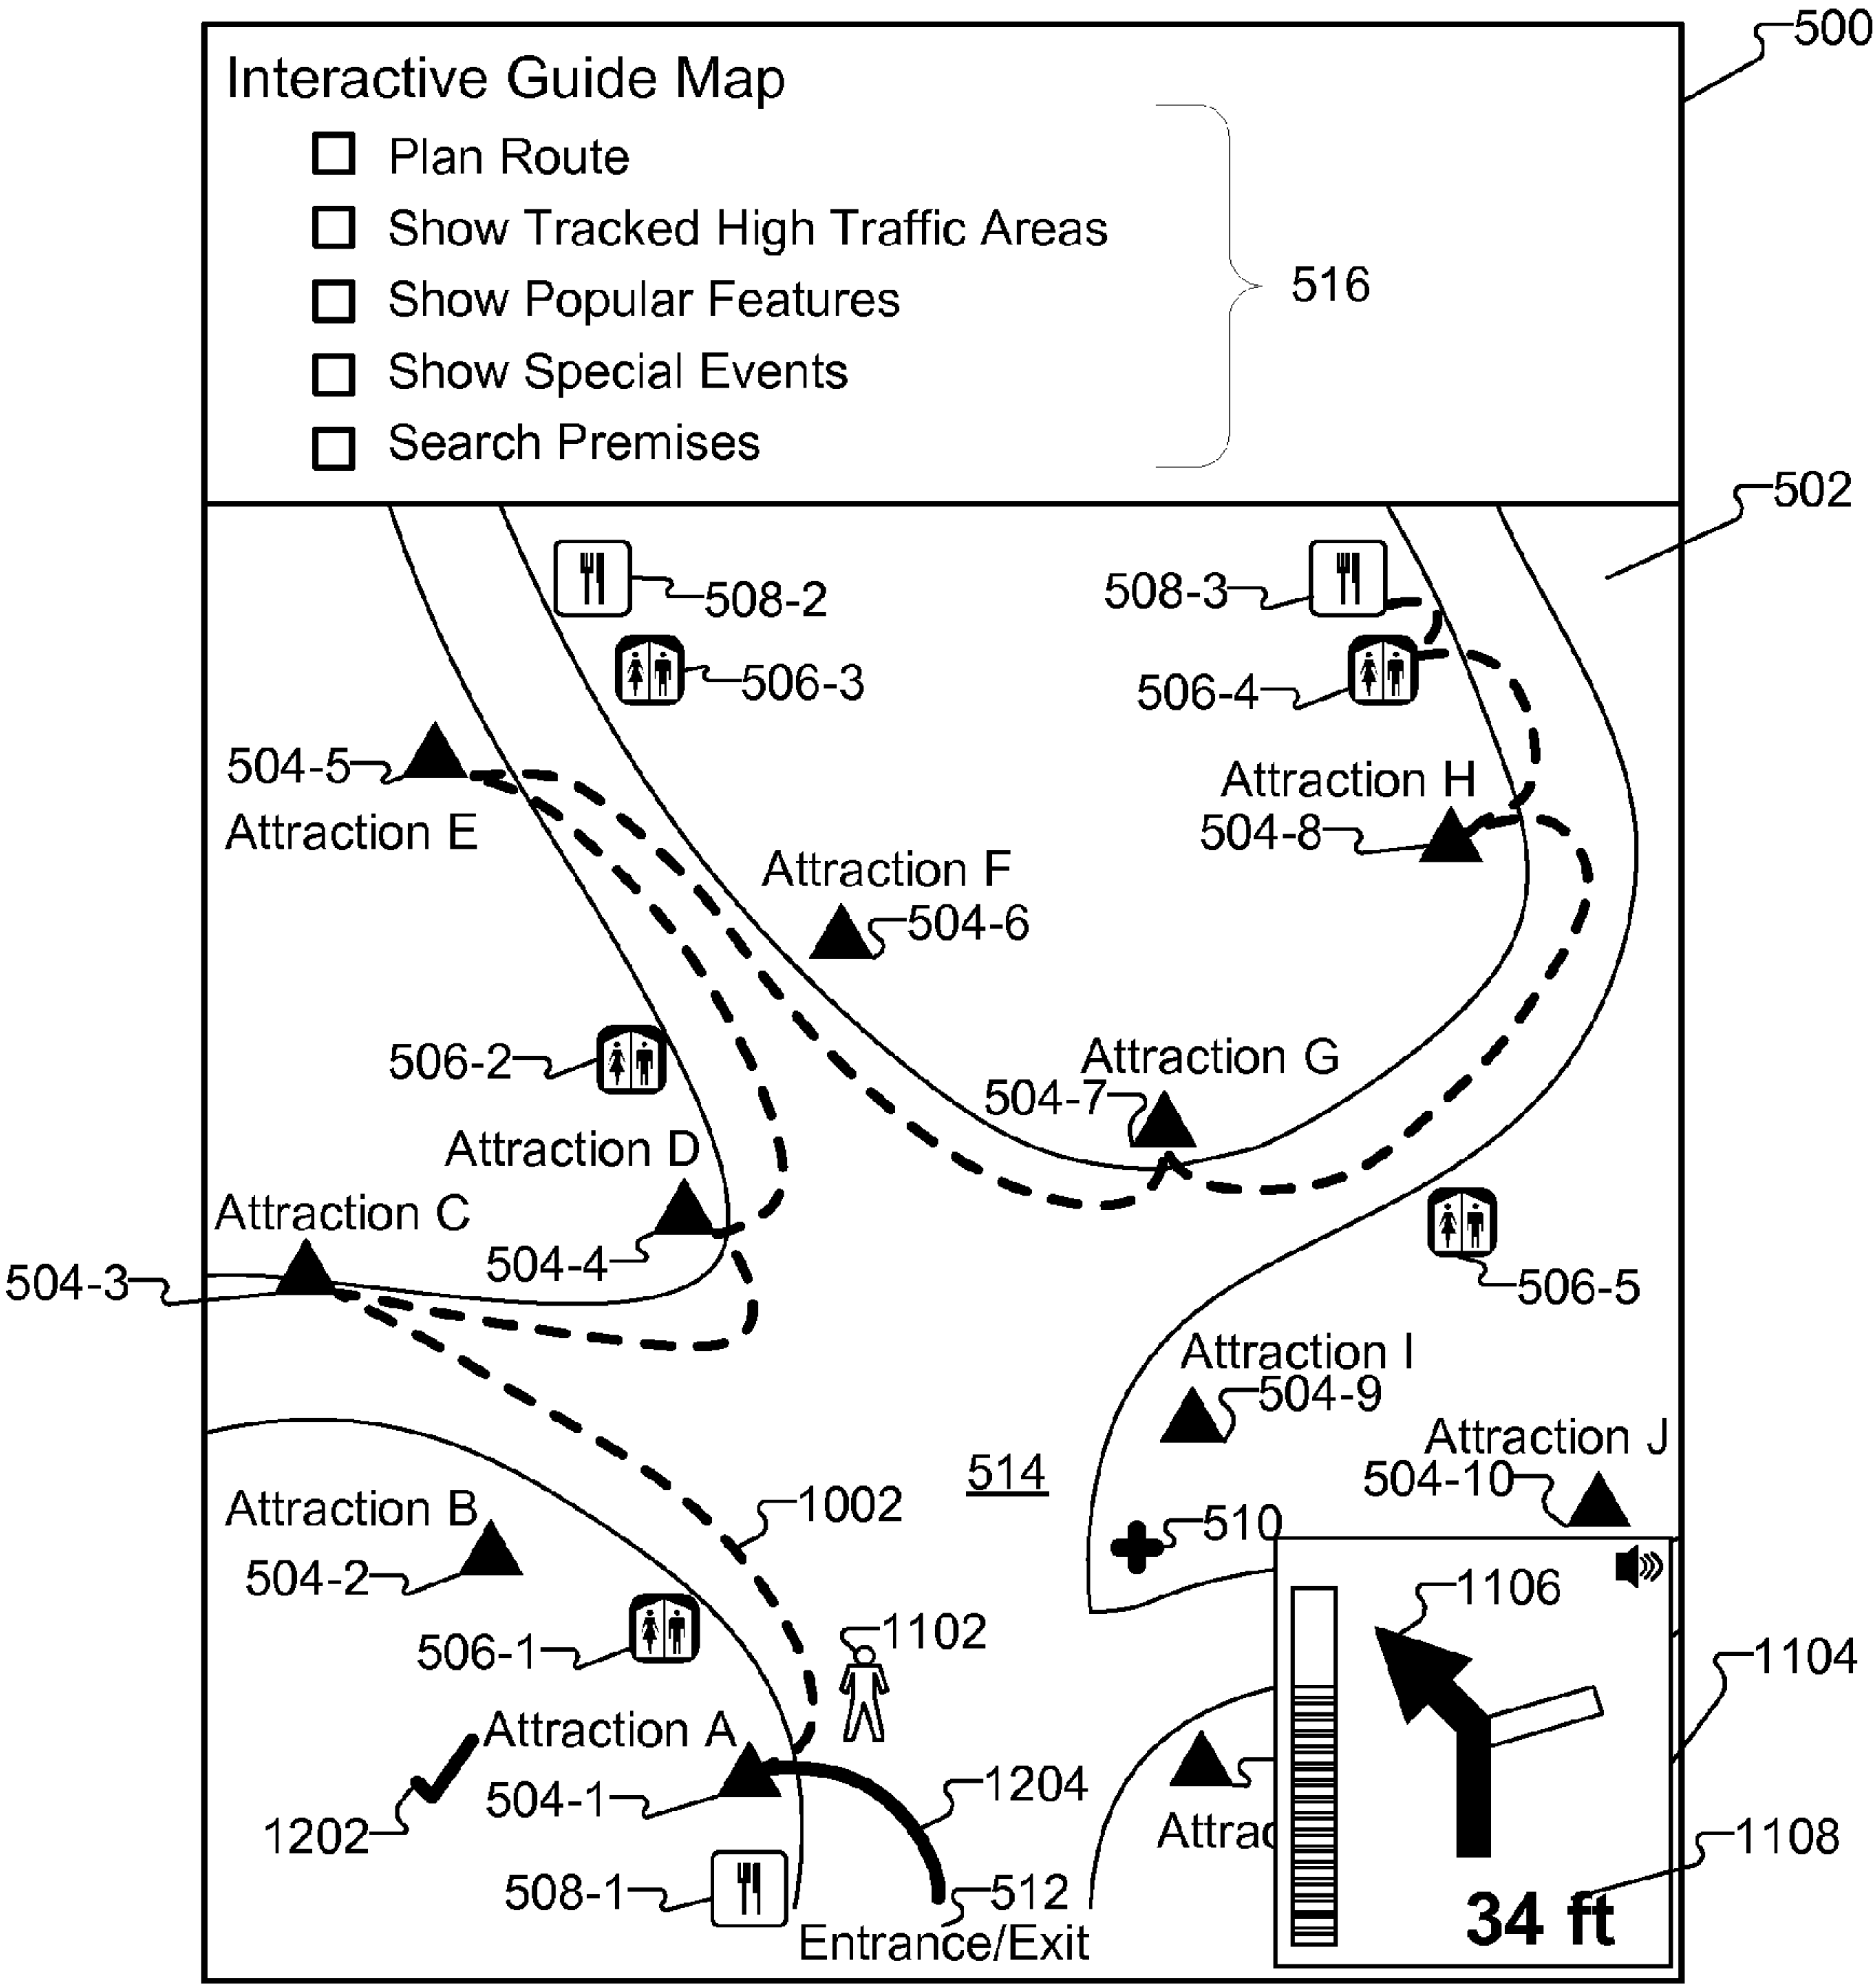 500
Interactive Guide Map
Plan Route
Show Tracked High Traffic Areas
Show Popular Features
516
Show Special Events
Search Premises
502
508-2
508-3
506-3
506-4
504-5
Attraction E
Attraction H
504-8
Attraction F
504-6
506-2
Attraction G
504-7
Attraction D
Attraction C
504-4
504-3
506-5
Attraction I
504-9
Attraction J
504-10
514
1002
Attraction B
504-2
510
1106
506-1
1102
1104
Attraction A
504-1
1204
1202
Attrac
1108
508-1
512
Entrance/Exit
34 ft